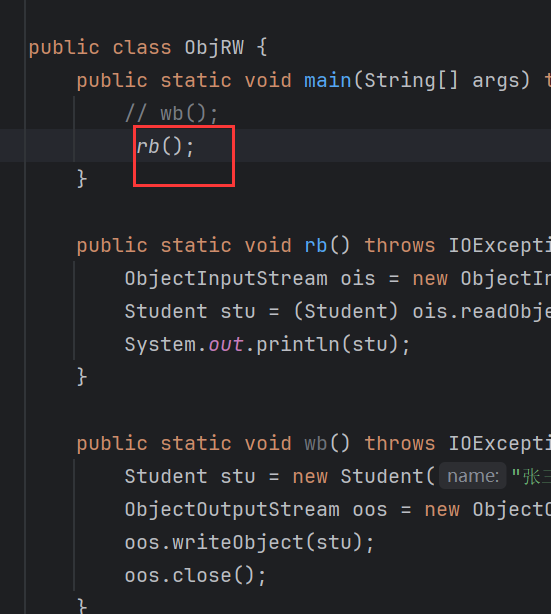 public class ObjRW {
public static void main(String[] args) t
// wb();
rb();
}
public static void rb() throws IOExcepti
ObjectInputStream ois = new ObjectIn
Student stu = (Student) ois.readObje
System.out.println(stu);
}
public static void wb() throws IOExcepti
Student stu = new Student( name: "张
ObjectOutputStream oos = new ObjectO
oos.writeObject(stu);
oos.close();
}